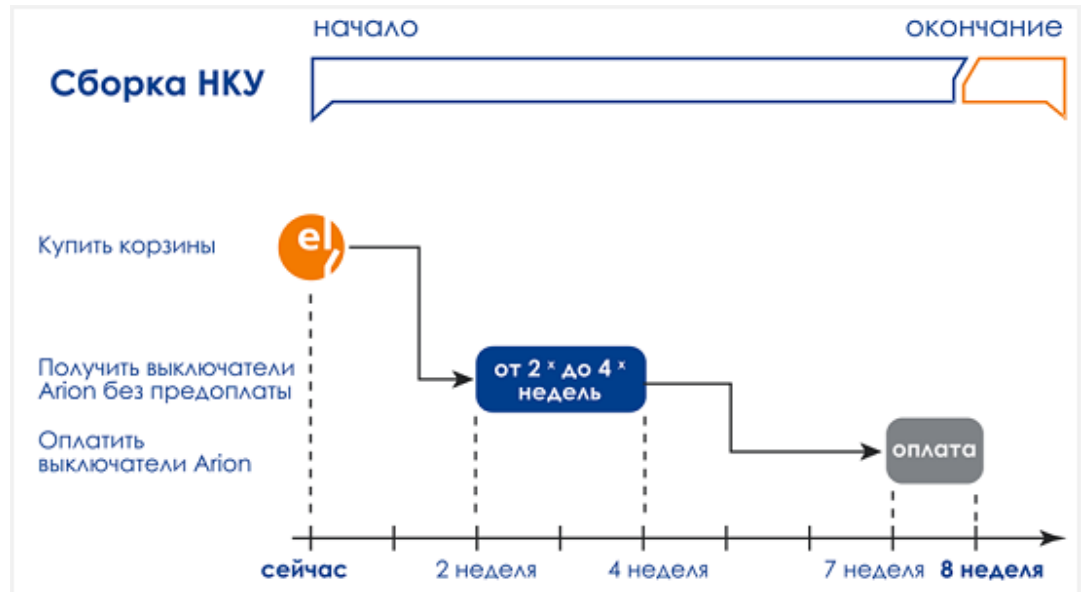 начало
окончание
Сборка НКУ
Купить корзины
el
Получить выключатели
Arion без предоплаты
от 2 х до 4 х
недель
Оплатить
выключатели Arion
оплата
сейчас
2 неделя
4 неделя
7 неделя
8 неделя